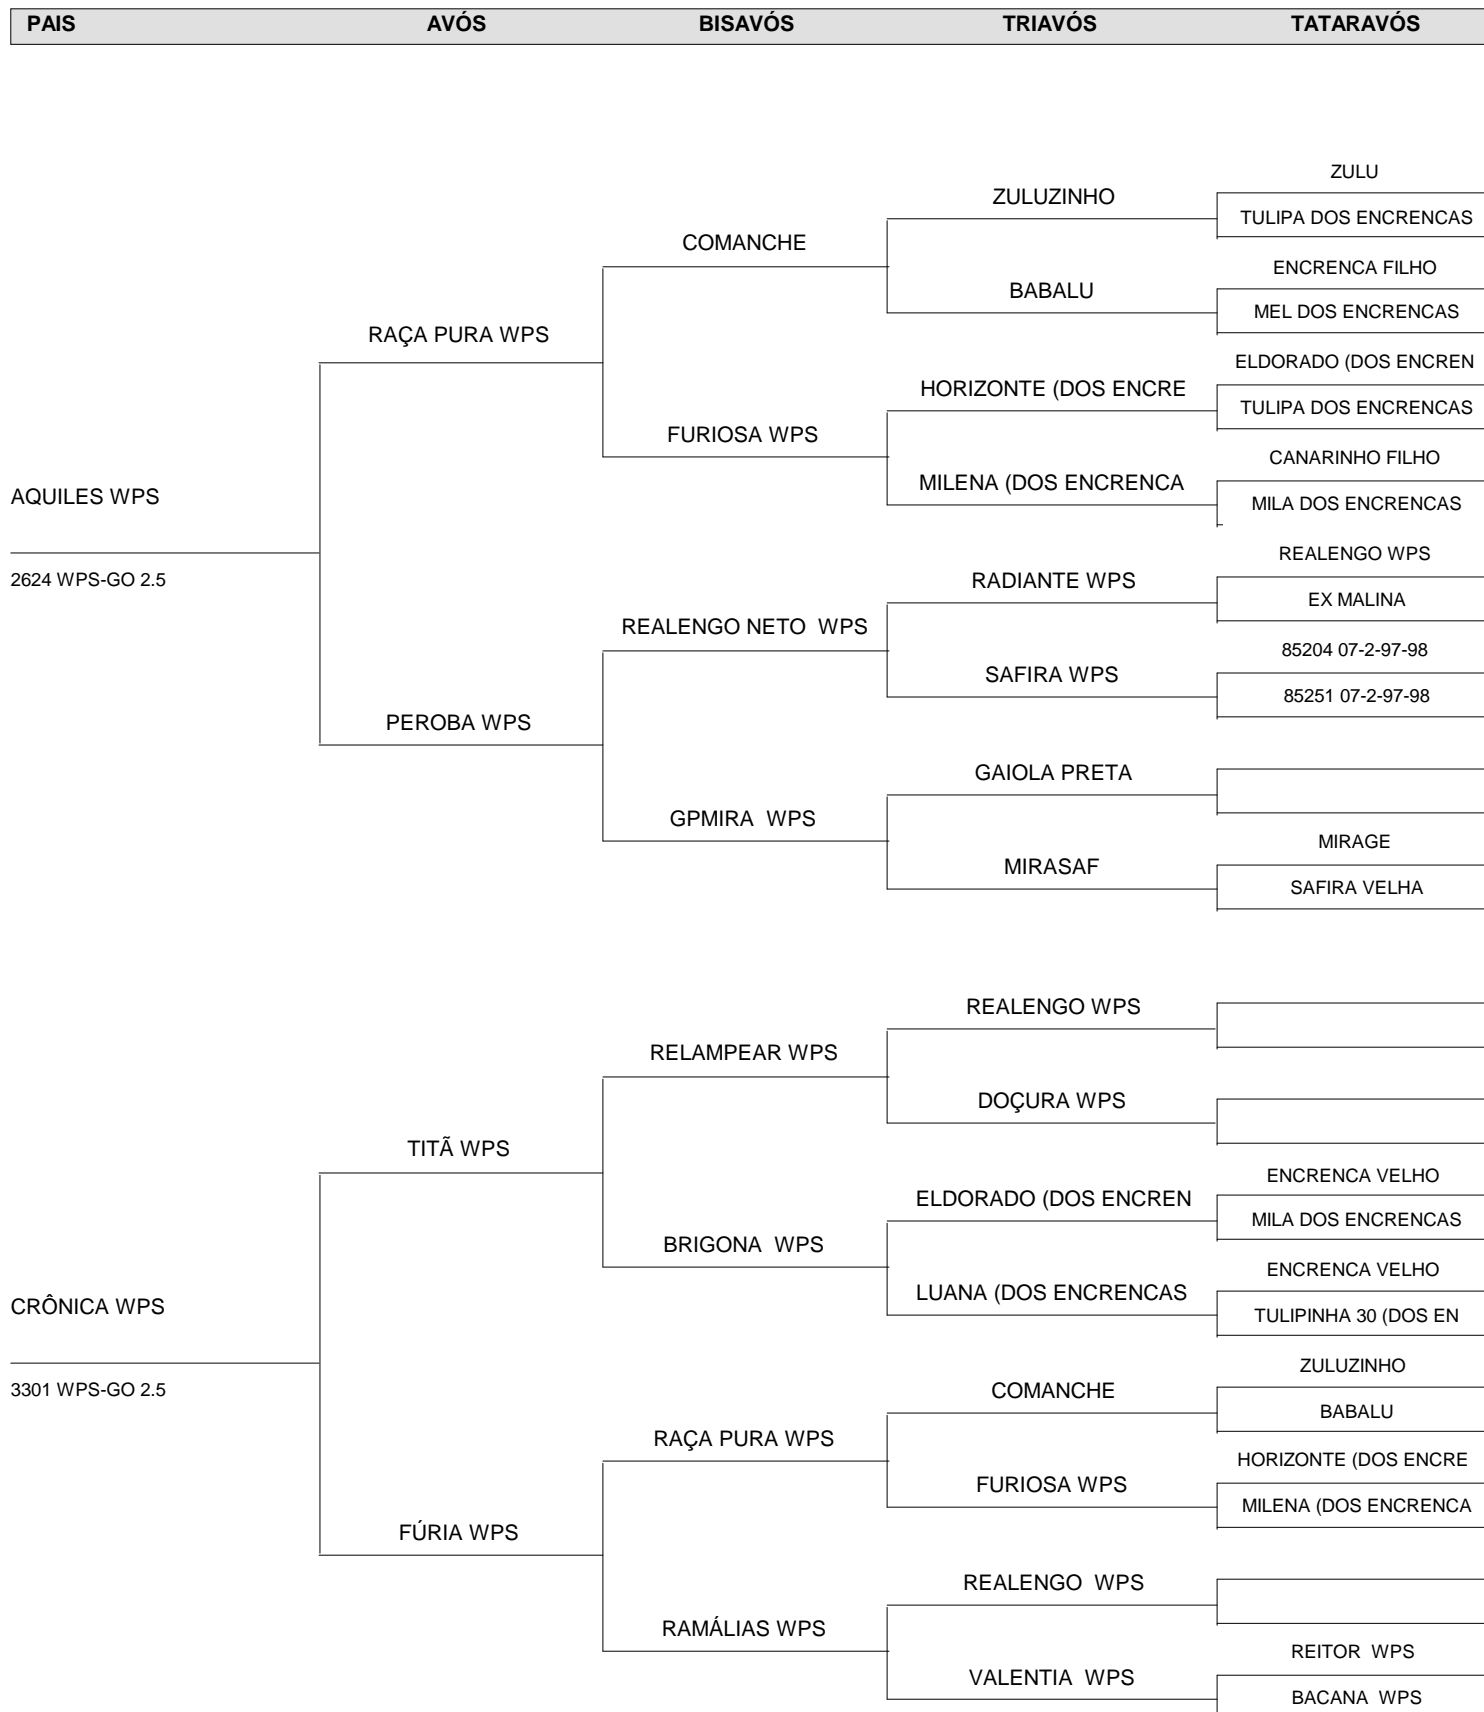 PAIS AVÓS BISAVÓS TRIAVÓS TATARAVÓS
ZULU
ZULUZINHO
TULIPA DOS ENCRENCAS
COMANCHE
ENCRENCA FILHO
BABALU
MEL DOS ENCRENCAS
RAÇA PURA WPS
ELDORADO (DOS ENCREN
HORIZONTE (DOS ENCRE
TULIPA DOS ENCRENCAS
FURIOSA WPS
CANARINHO FILHO
MILENA (DOS ENCRENCA
MILA DOS ENCRENCAS
AQUILES WPS
2624 WPS-GO 2.5
REALENGO WPS
RADIANTE WPS
EX MALINA
REALENGO NETO WPS
85204 07-2-97-98
SAFIRA WPS
85251 07-2-97-98
PEROBA WPS
GAIOLA PRETA
GPMIRA WPS
MIRAGE
MIRASAF
SAFIRA VELHA
REALENGO WPS
RELAMPEAR WPS
DOÇURA WPS
TITÃ WPS
ENCRENCA VELHO
ELDORADO (DOS ENCREN
MILA DOS ENCRENCAS
BRIGONA WPS
ENCRENCA VELHO
LUANA (DOS ENCRENCAS
TULIPINHA 30 (DOS EN
CRÔNICA WPS
3301 WPS-GO 2.5
ZULUZINHO
COMANCHE
BABALU
RAÇA PURA WPS
HORIZONTE (DOS ENCRE
FURIOSA WPS
MILENA (DOS ENCRENCA
FÚRIA WPS
REALENGO WPS
RAMÁLIAS WPS
REITOR WPS
VALENTIA WPS
BACANA WPS